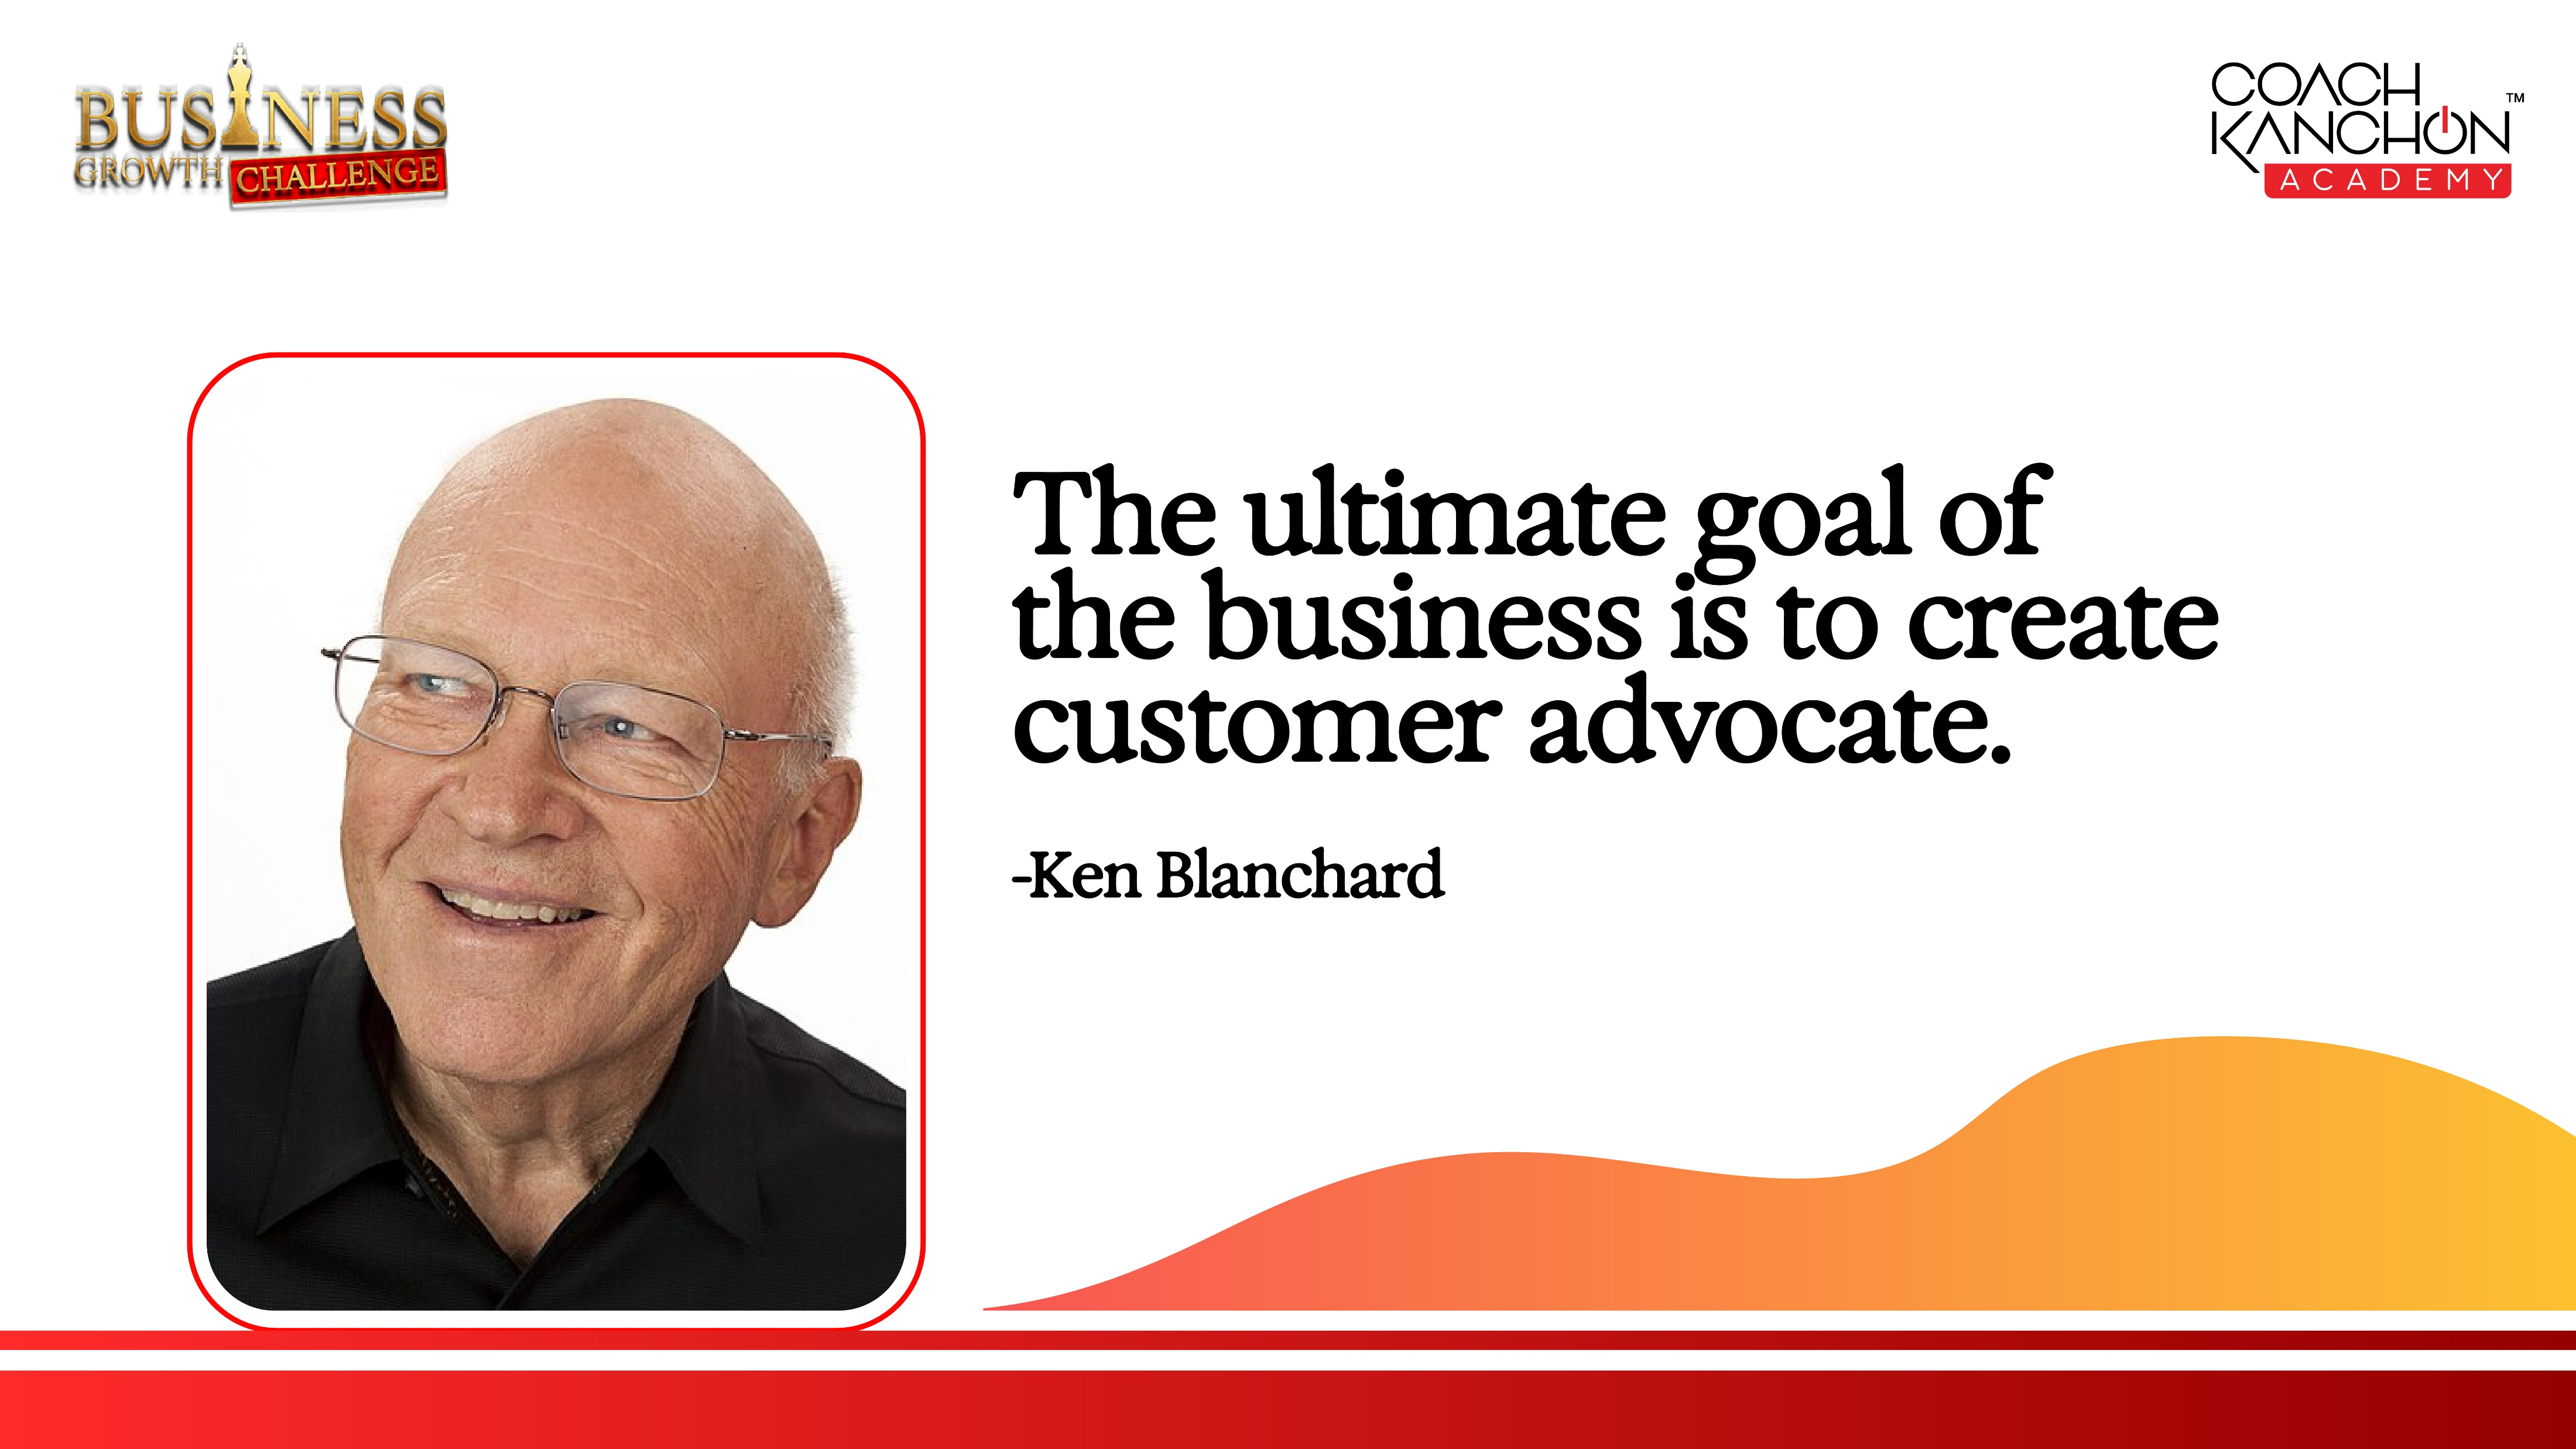 BUSINESS
GROWTH CHALLENGE
COACH
KANCHON
TM
ACADEMY
The ultimate goal of
the business is to create
customer advocate.
-Ken Blanchard